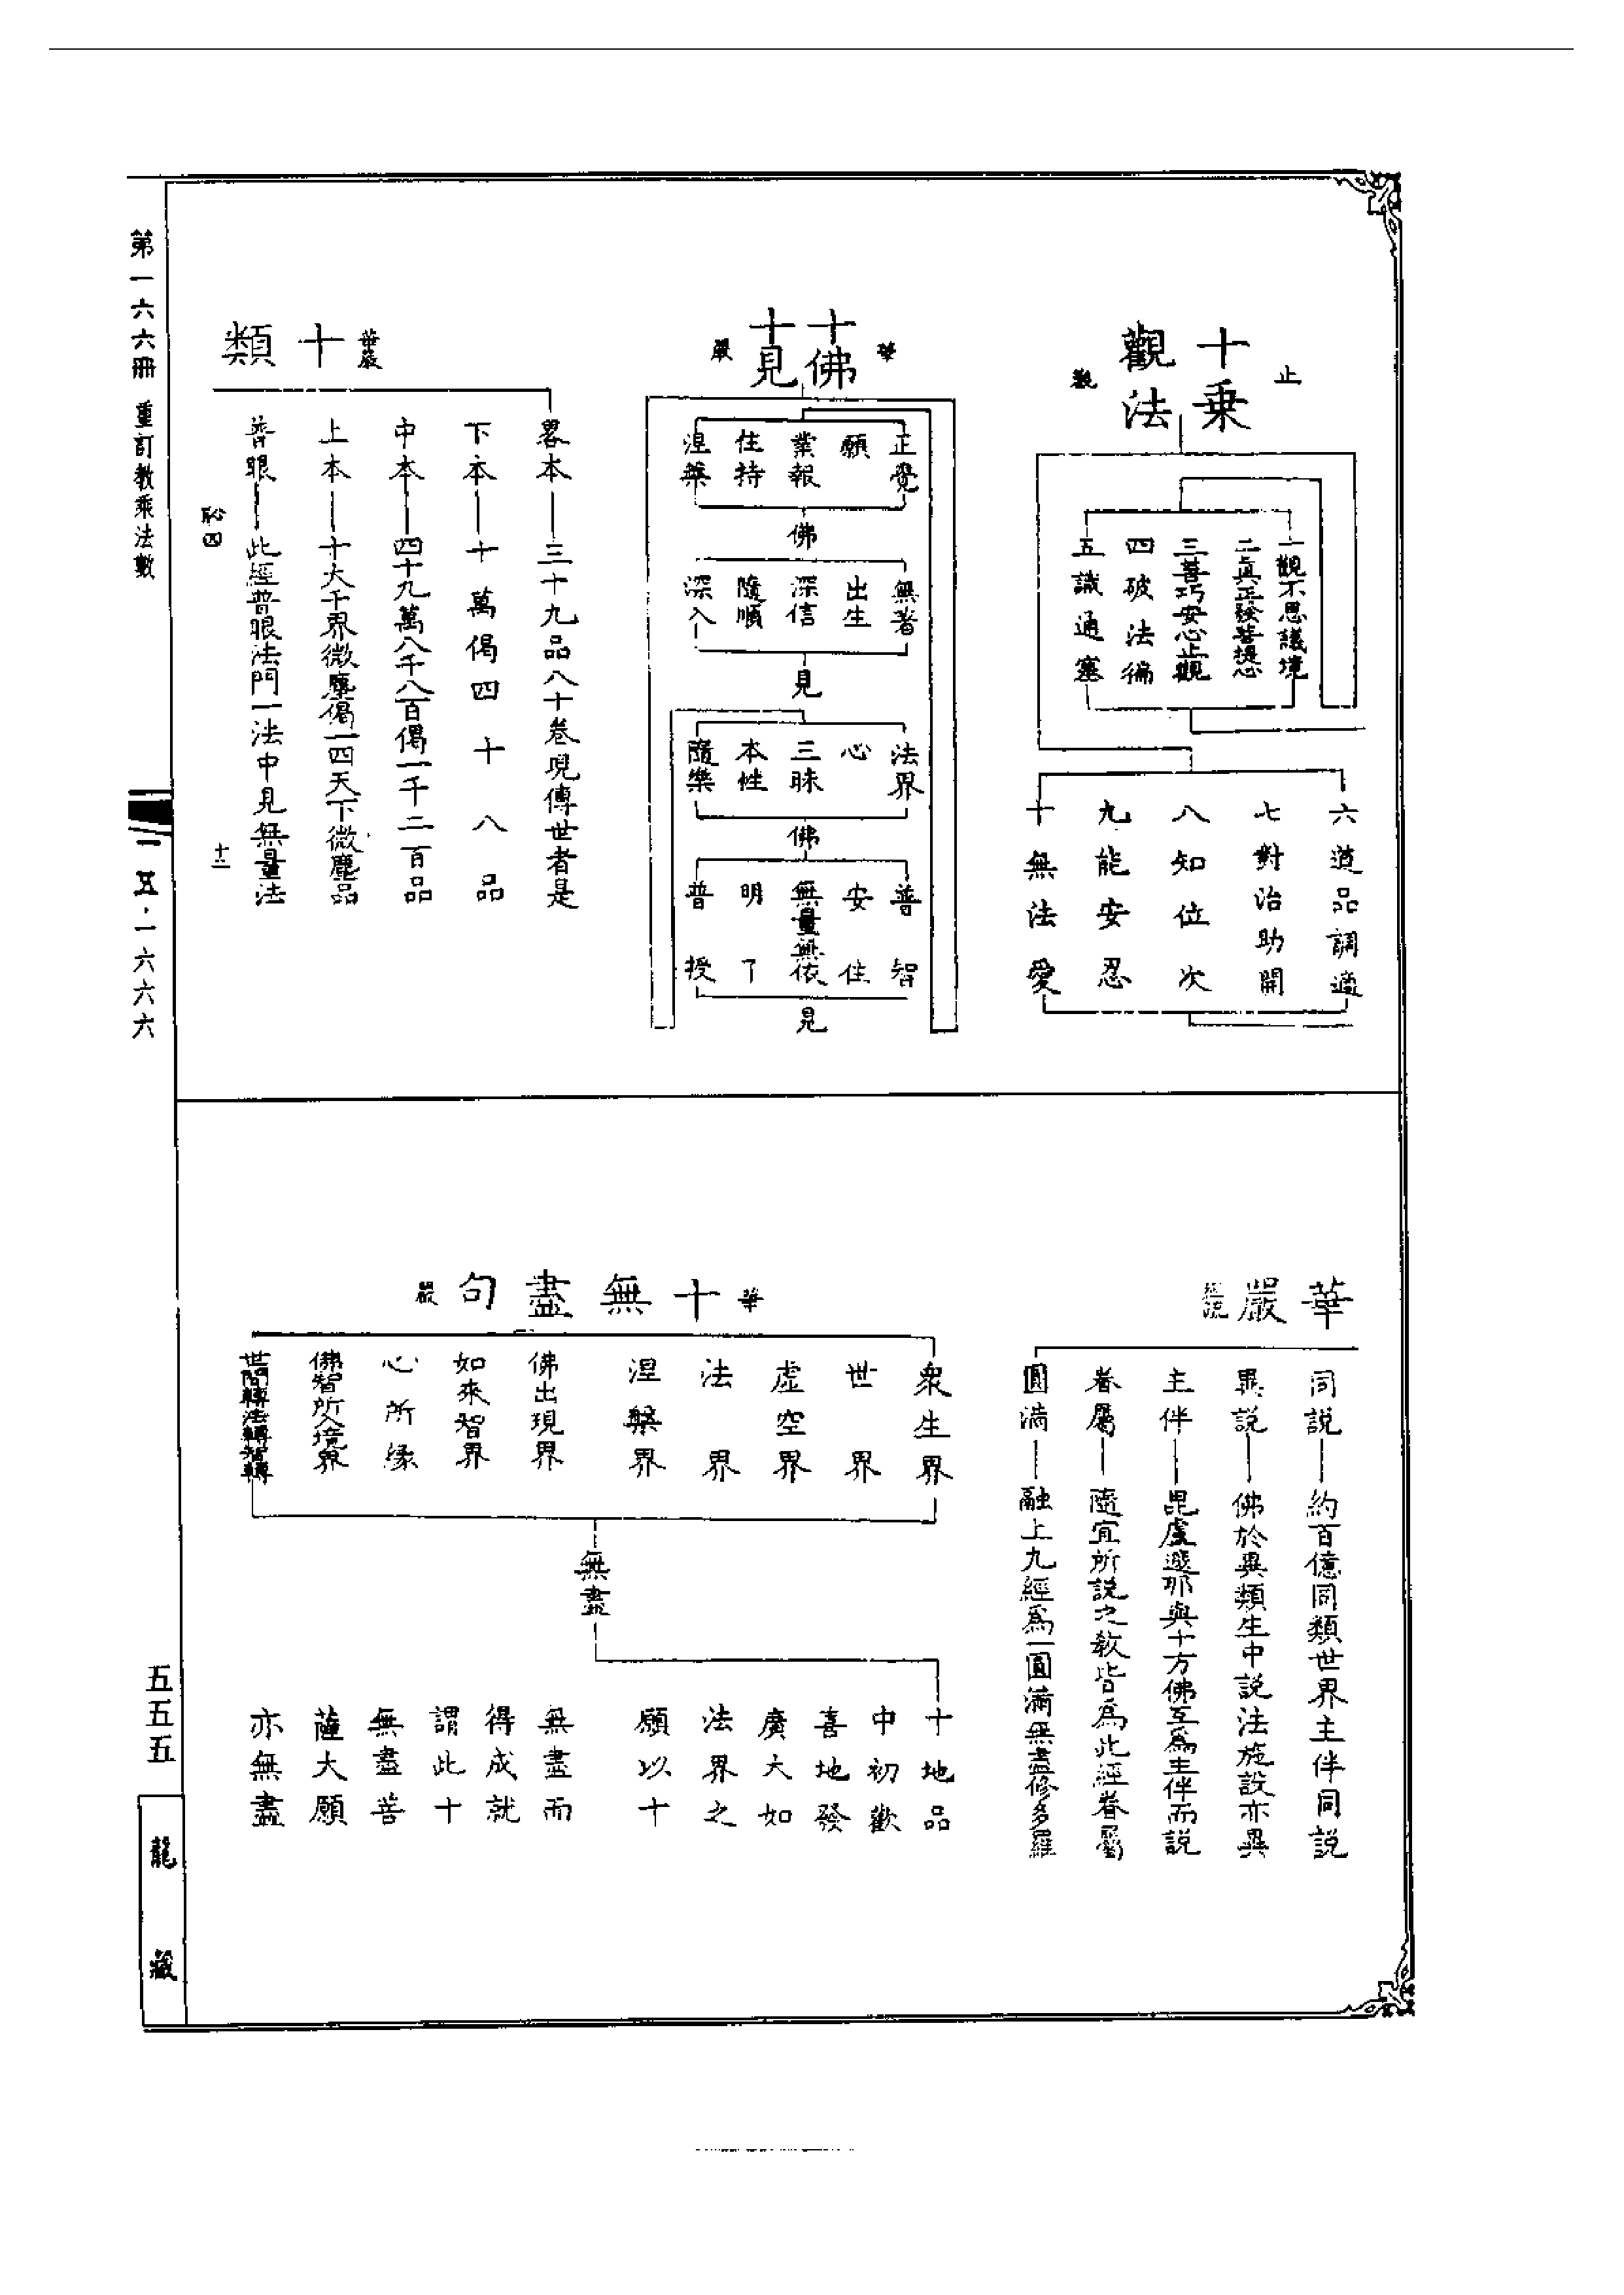 十乗觀法 止觀
一觀不思議境
二真正發菩提心
三善巧安心止觀
四破法徧
五識通塞
六道品調適
七對治助開
八知位次
九能安忍
十無法愛
十佛十見 華嚴
正覺
願
業報
住持
涅槃
佛
無著
出生
深信
隨順
深入
見
法界
心
三昧
本性
隨樂
佛
普智
安住
無量無依
明了
普授
見
十類 華嚴
畧本 三十九品八十卷現傳世者是
下本 十萬偈四十八品
中本 四十九萬八千八百偈一千二百品
上本 十大千界微塵偈一四天下微塵品
普眼 此經普眼法門一法中見無量法
十二
華嚴
同說 約百億同類世界主伴同說
異說 佛於異類生中說法施設亦異
主伴 毘盧遮那與十方佛互為主伴而說
眷屬 隨宜所說之教皆為此經眷屬
圓滿 融上九經為一圓滿無盡修多羅
十無盡句 華嚴
衆生界
世界
虛空界
法界
涅槃界
佛出現界
如來智界
心所緣
佛智所入境界
世間轉法轉智轉
無盡
十地品
中初歡
喜地發
廣大如
法界之
願以十
無盡而
得成就
謂此十
無盡菩
薩大願
亦無盡
第一六六冊 重訂教乘法數
一五·一六六六
五五五
龍藏